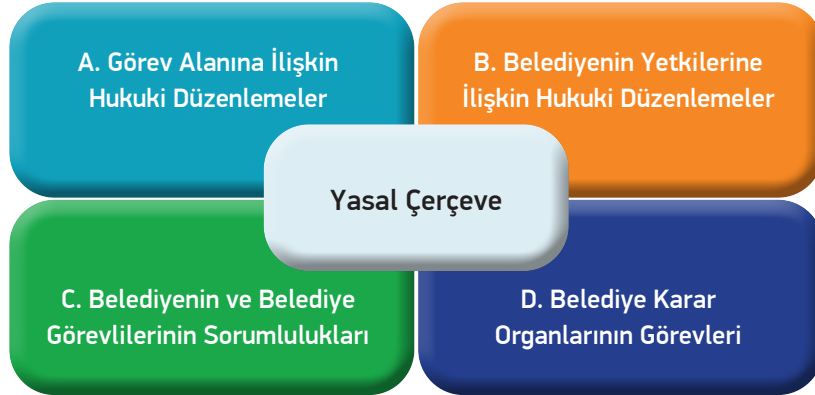 A. Görev Alanına İlişkin
Hukuki Düzenlemeler
B. Belediyenin Yetkilerine
İlişkin Hukuki Düzenlemeler
Yasal Çerçeve
C. Belediyenin ve Belediye
Görevlilerinin Sorumlulukları
D. Belediye Karar
Organlarının Görevleri